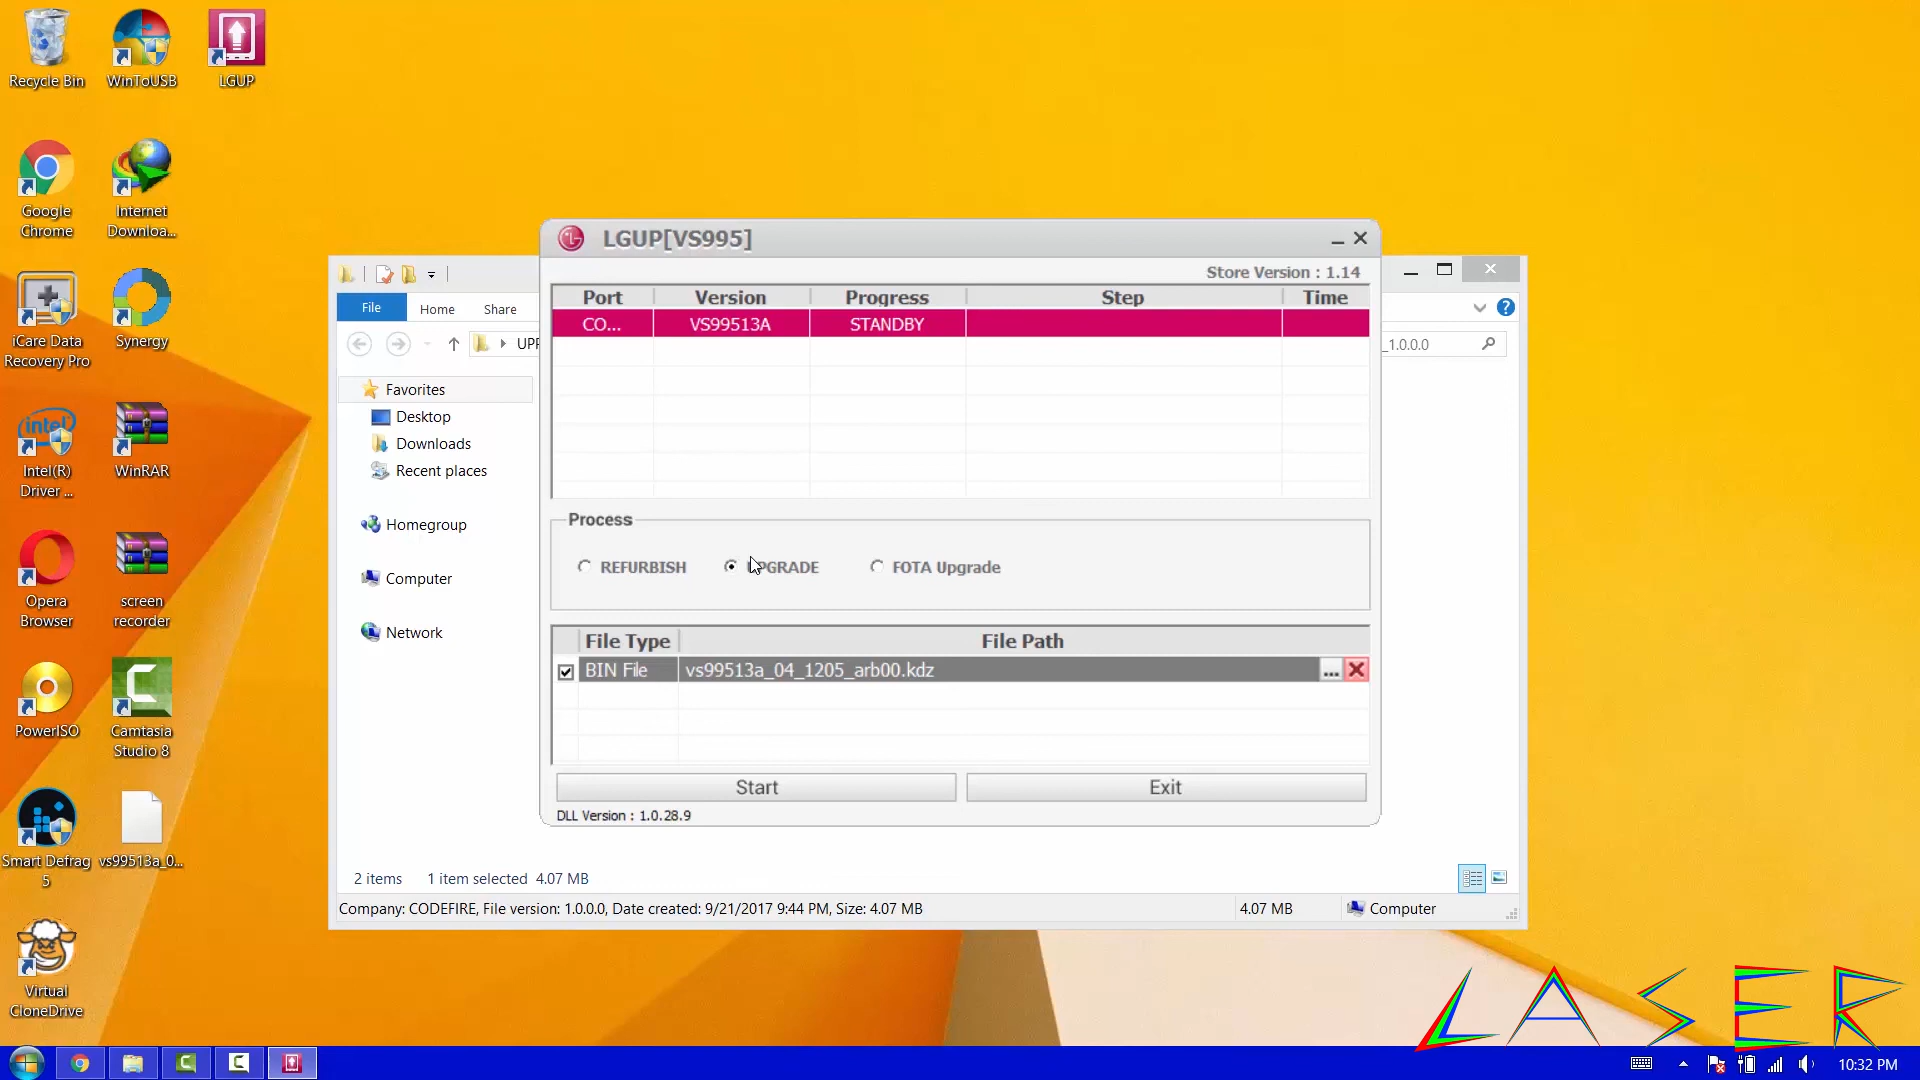 Recycle Bin
WinToUSB
LGUP
Google
Chrome
Internet
Downloa...
iCare Data
Recovery Pro
Synergy
Intel(R)
Driver ...
WinRAR
Opera
Browser
screen
recorder
PowerISO
Camtasia
Studio 8
Smart Defrag
5
vs99513a_0...
Virtual
CloneDrive
intel
File
Home
Share
UPP
_1.0.0.0
Favorites
Desktop
Downloads
Recent places
Homegroup
Computer
Network
LGUP[VS995]
Store Version : 1.14
Port Version Progress Step Time
CO... VS99513A STANDBY
Process
REFURBISH
UPGRADE
FOTA Upgrade
File Type File Path
BIN File vs99513a_04_1205_arb00.kdz ...
Start
Exit
DLL Version : 1.0.28.9
2 items 1 item selected 4.07 MB
Company: CODEFIRE, File version: 1.0.0.0, Date created: 9/21/2017 9:44 PM, Size: 4.07 MB
4.07 MB
Computer
LASER
10:32 PM